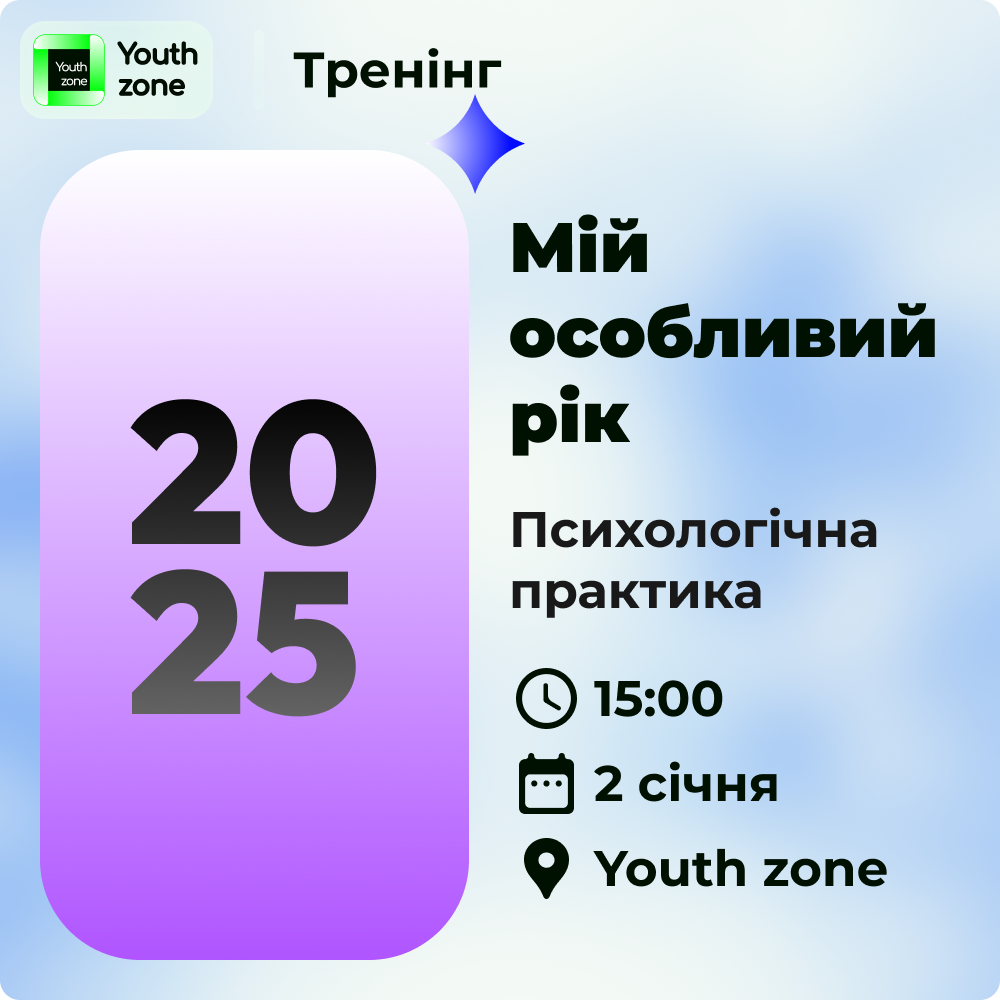 Youth
zone
Youth
zone
Тренінг
20
25
Мій
особливий
рік
Психологічна
практика
15:00
2 січня
Youth zone